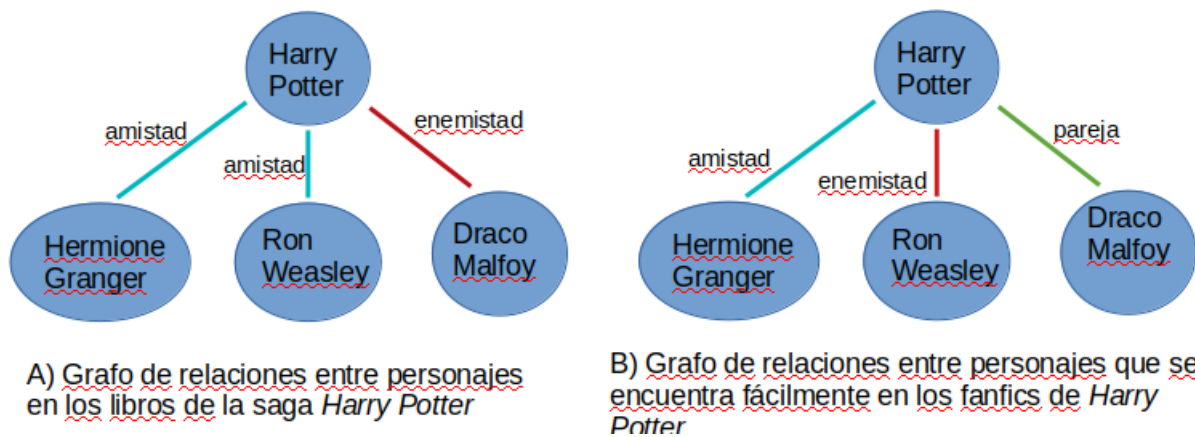 Harry
Potter
amistad
amistad
enemistad
Hermione
Granger
Ron
Weasley
Draco
Malfoy
A) Grafo de relaciones entre personajes
en los libros de la saga Harry Potter
Harry
Potter
amistad
enemistad
pareja
Hermione
Granger
Ron
Weasley
Draco
Malfoy
B) Grafo de relaciones entre personajes que se
encuentra fácilmente en los fanfics de Harry
Potter